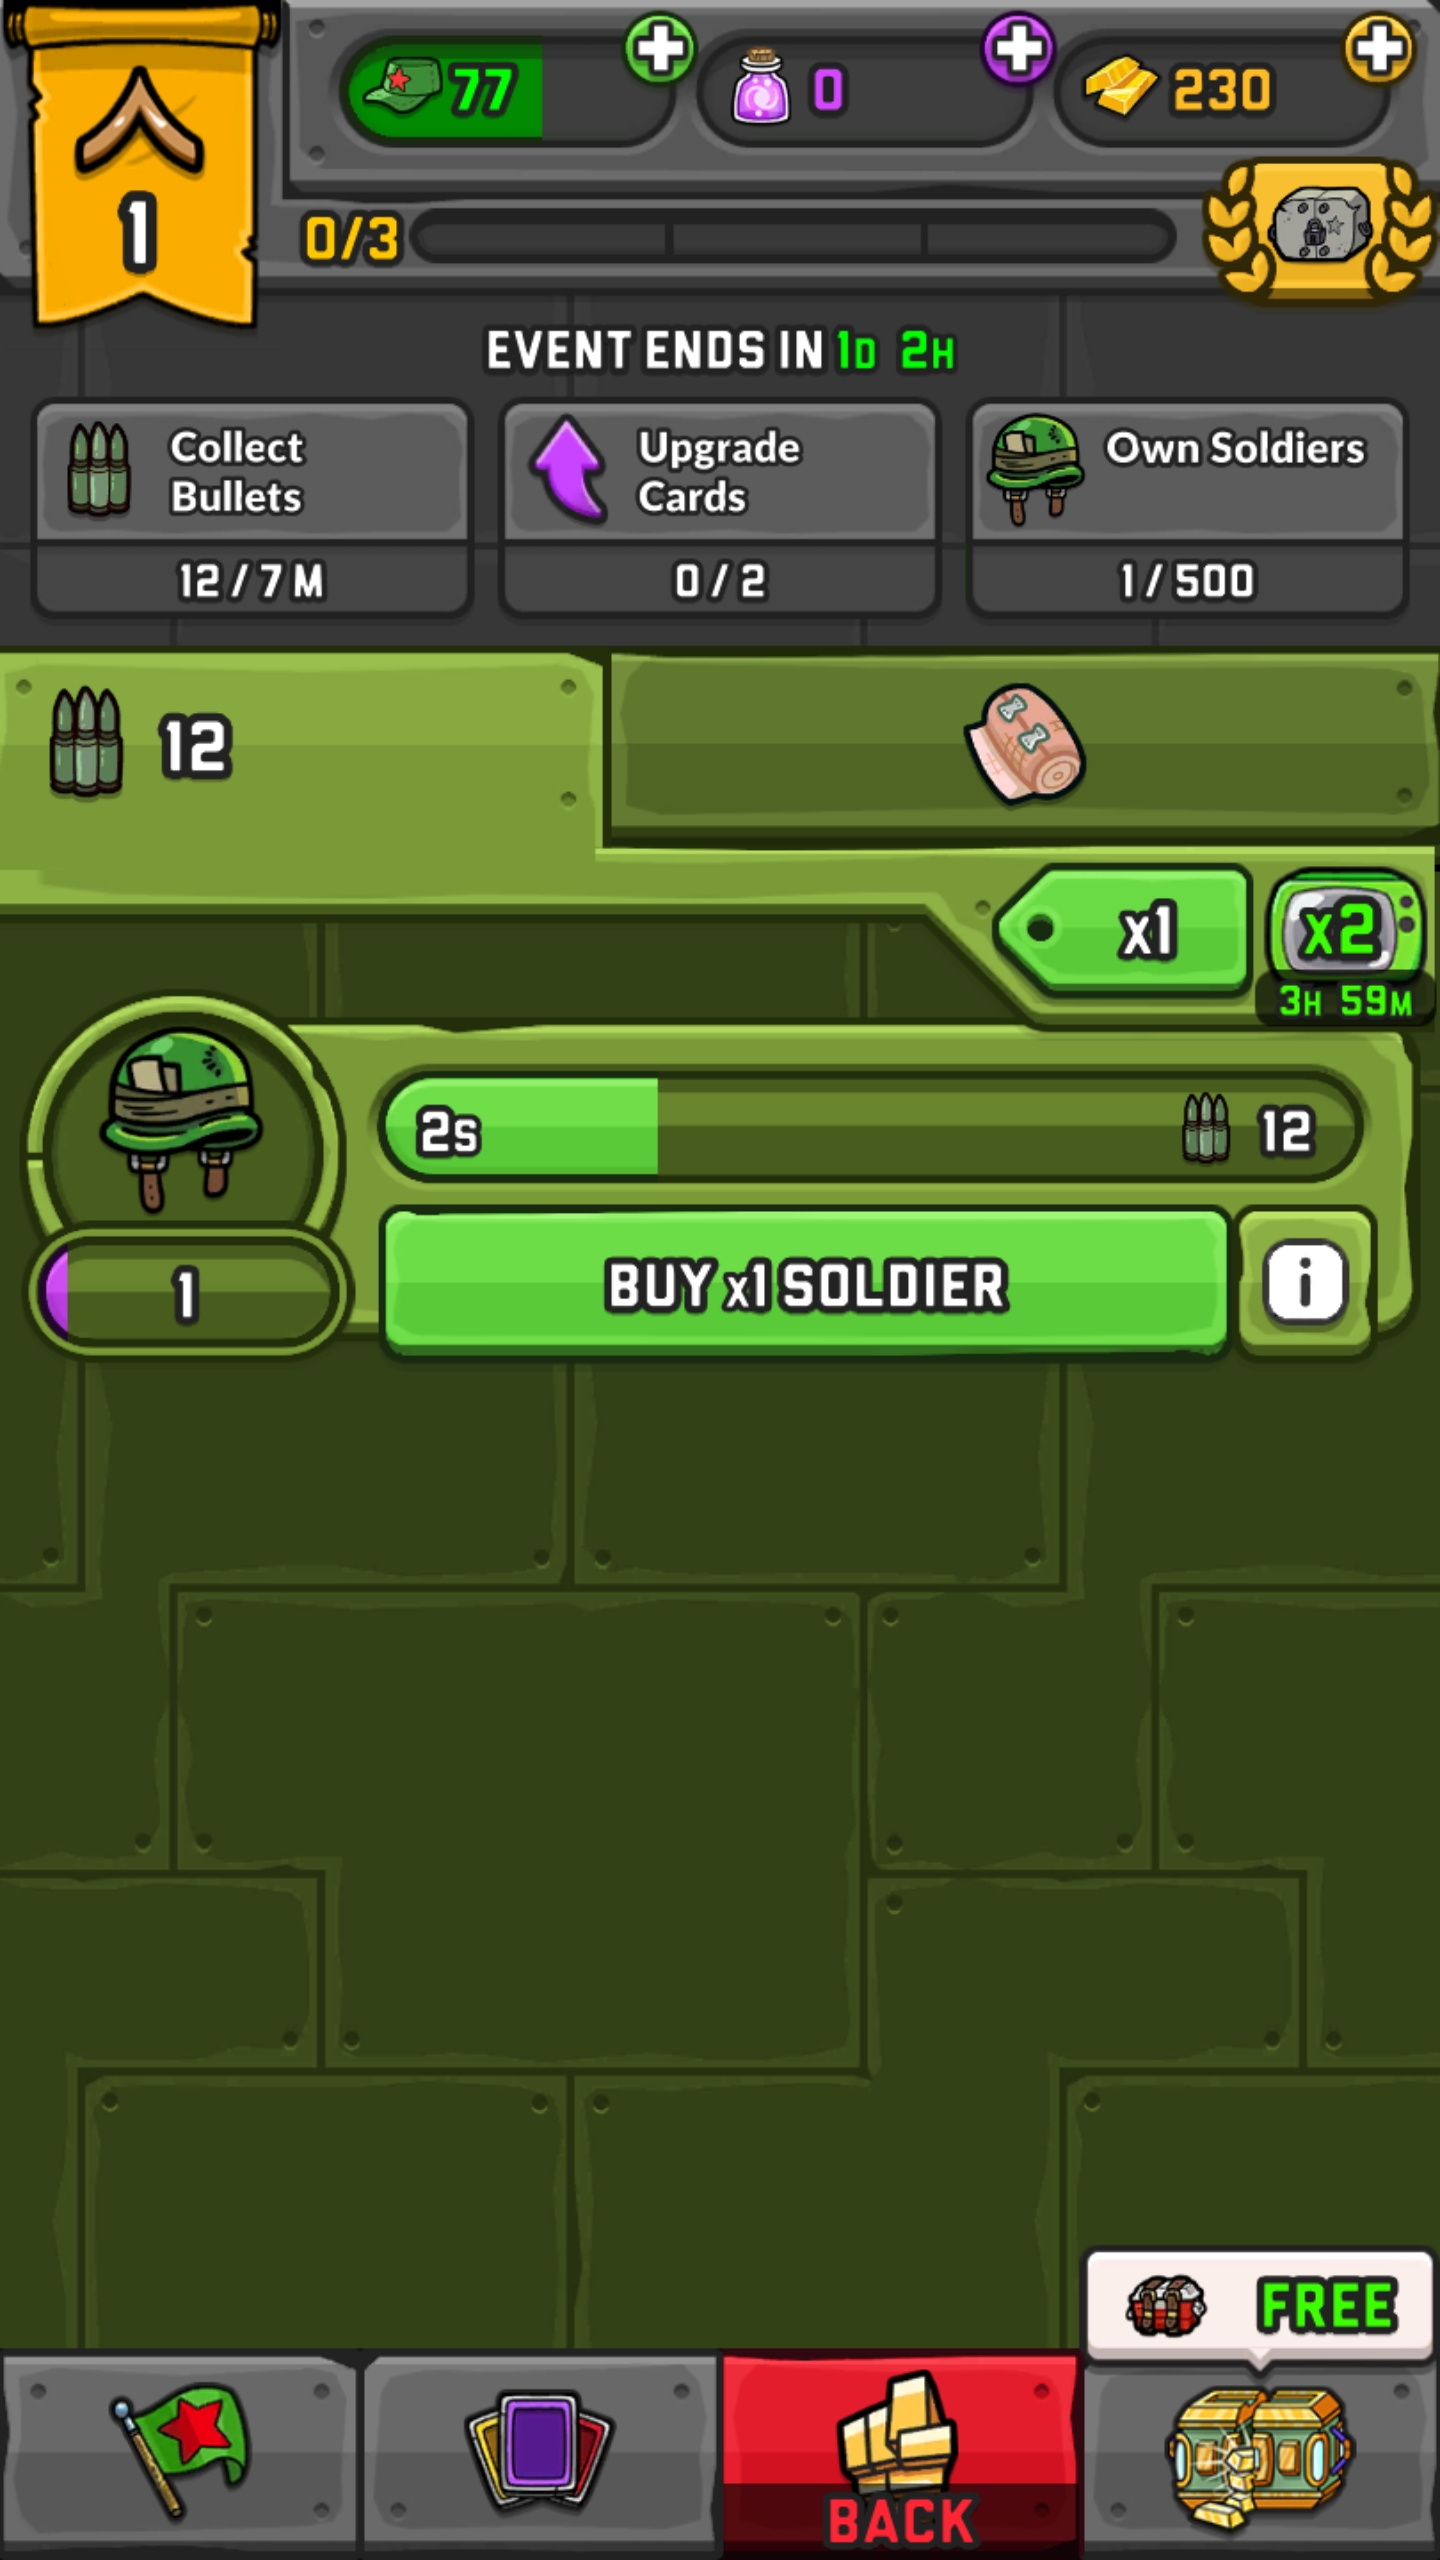 77
0
230
1
0/3
EVENT ENDS IN 1D 2H
Collect
Bullets
12 / 7 M
Upgrade
Cards
0 / 2
Own Soldiers
1 / 500
12
x1
x2
3H 59M
2s
12
1
BUY x1 SOLDIER
i
FREE
BACK